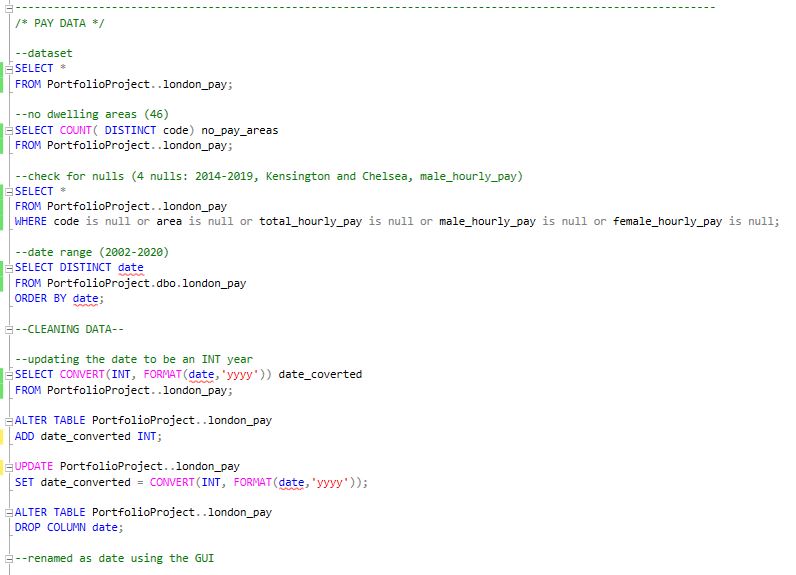 --------------------------------------------------------------------------------------------------------------
/* PAY DATA */
--dataset
SELECT *
FROM PortfolioProject..london_pay;
--no dwelling areas (46)
SELECT COUNT( DISTINCT code) no_pay_areas
FROM PortfolioProject..london_pay;
--check for nulls (4 nulls: 2014-2019, Kensington and Chelsea, male_hourly_pay)
SELECT *
FROM PortfolioProject..london_pay
WHERE code is null or area is null or total_hourly_pay is null or male_hourly_pay is null or female_hourly_pay is null;
--date range (2002-2020)
SELECT DISTINCT date
FROM PortfolioProject.dbo.london_pay
ORDER BY date;
--CLEANING DATA--
--updating the date to be an INT year
SELECT CONVERT(INT, FORMAT(date,'yyyy')) date_coverted
FROM PortfolioProject..london_pay;
ALTER TABLE PortfolioProject..london_pay
ADD date_converted INT;
UPDATE PortfolioProject..london_pay
SET date_converted = CONVERT(INT, FORMAT(date,'yyyy'));
ALTER TABLE PortfolioProject..london_pay
DROP COLUMN date;
--renamed as date using the GUI